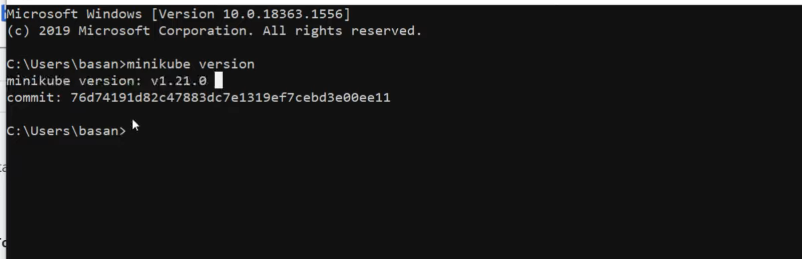 Microsoft Windows [Version 10.0.18363.1556]
(c) 2019 Microsoft Corporation. All rights reserved.
C:\Users\basan>minikube version
minikube version: v1.21.0
commit: 76d74191d82c47883dc7e1319ef7cebd3e00ee11
C:\Users\basan>